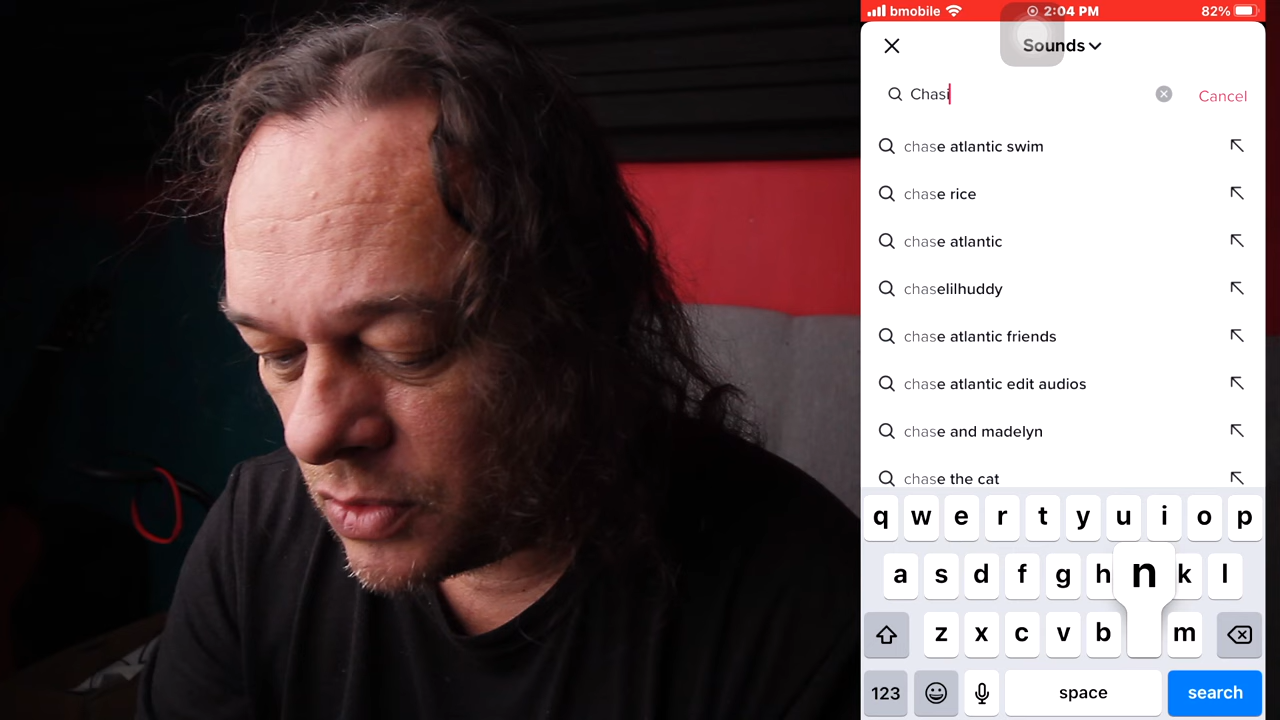 bmobile 2:04 PM 82%
Sounds
Chasi Cancel
chase atlantic swim
chase rice
chase atlantic
chaselilhuddy
chase atlantic friends
chase atlantic edit audios
chase and madelyn
chase the cat
q w e r t y u i o p
a s d f g h n k l
z x c v b m
123 space search